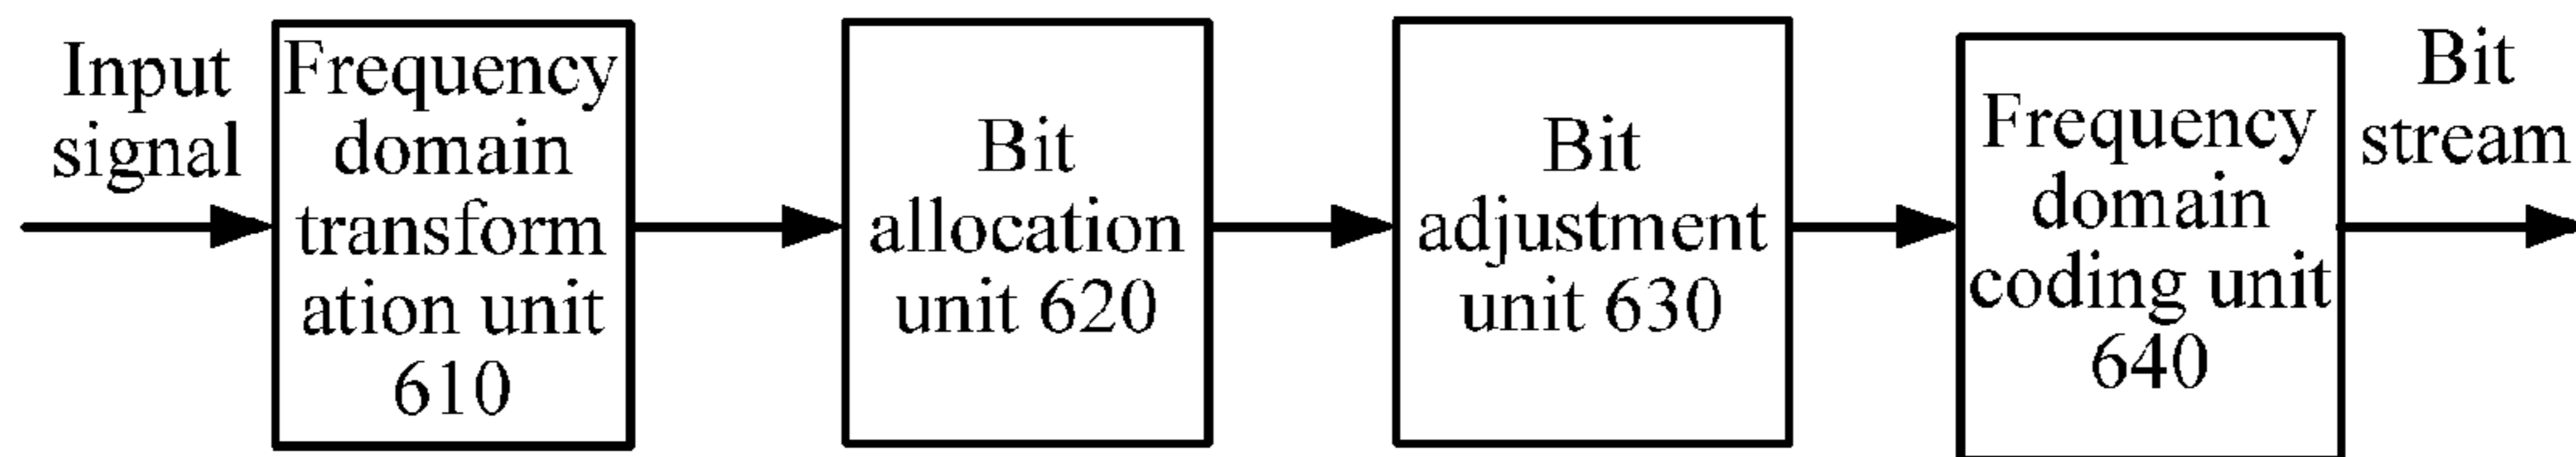 Input
signal
Frequency
domain
transform
ation unit
610
Bit
allocation
unit 620
Bit
adjustment
unit 630
Frequency
domain
coding unit
640
Bit
stream